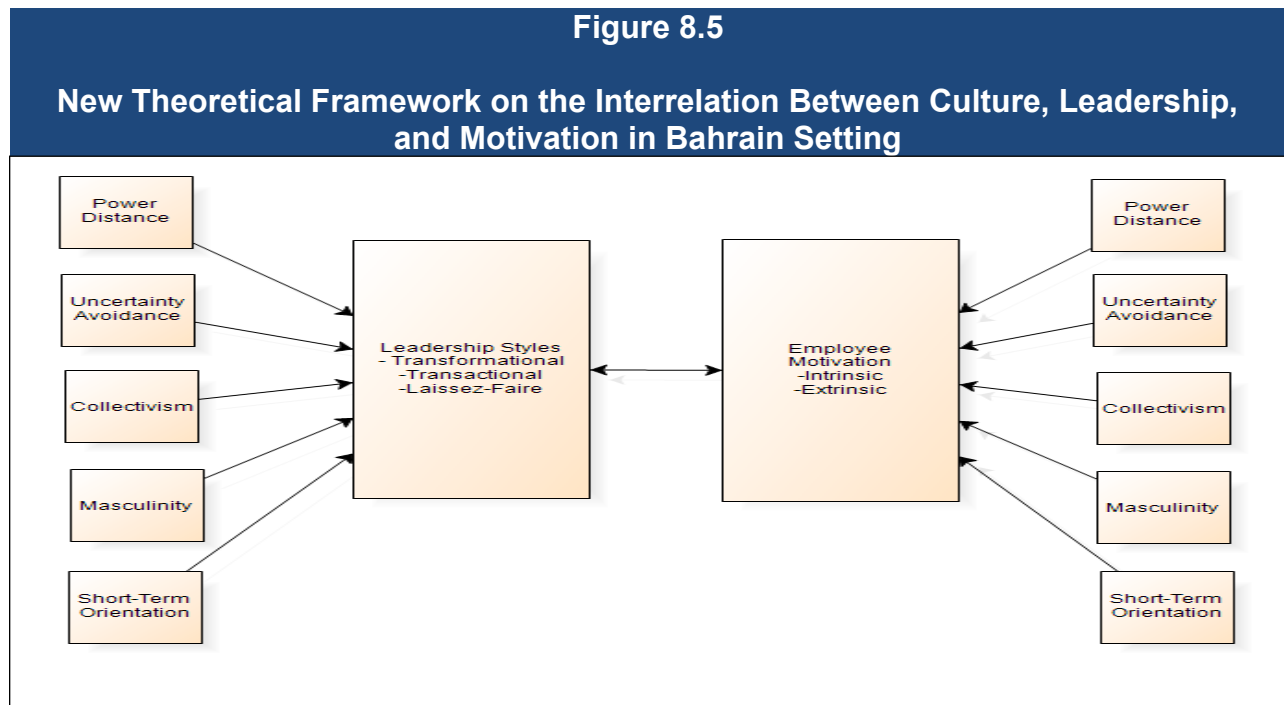 Figure 8.5
New Theoretical Framework on the Interrelation Between Culture, Leadership,
and Motivation in Bahrain Setting
Power
Distance
Uncertainty
Avoidance
Collectivism
Masculinity
Short-Term
Orientation
Leadership Styles
- Transformational
-Transactional
-Laissez-Faire
Employee
Motivation
-Intrinsic
-Extrinsic
Power
Distance
Uncertainty
Avoidance
Collectivism
Masculinity
Short-Term
Orientation